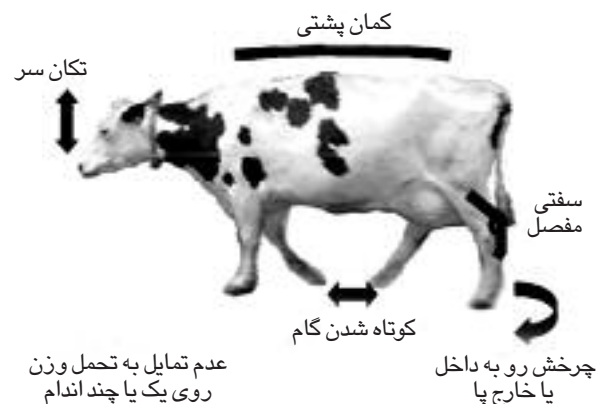 کمان پشتی
تکان سر
سفتی
مفصل
کوتاه شدن گام
چرخش رو به داخل
یا خارج پا
عدم تمایل به تحمل وزن
روی یک یا چند اندام